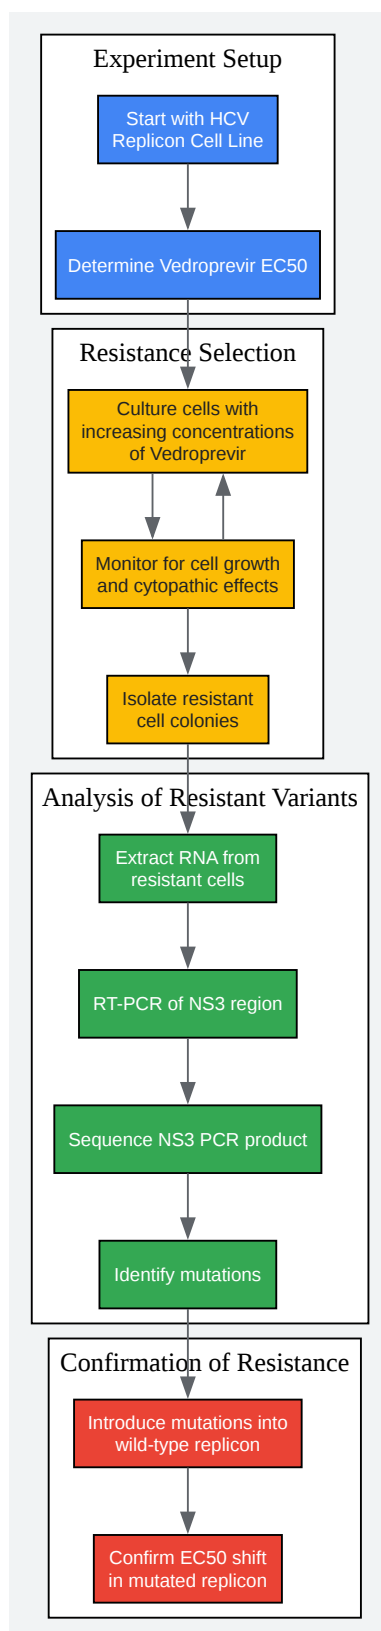 Experiment Setup
Start with HCV
Replicon Cell Line
Determine Vedroprevir EC50
Resistance Selection
Culture cells with
increasing concentrations
of Vedroprevir
Monitor for cell growth
and cytopathic effects
Isolate resistant
cell colonies
Analysis of Resistant Variants
Extract RNA from
resistant cells
RT-PCR of NS3 region
Sequence NS3 PCR product
Identify mutations
Confirmation of Resistance
Introduce mutations into
wild-type replicon
Confirm EC50 shift
in mutated replicon